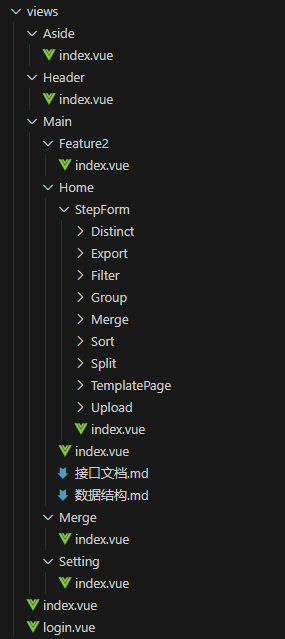 views
Aside
index.vue
Header
index.vue
Main
Feature2
index.vue
Home
StepForm
Distinct
Export
Filter
Group
Merge
Sort
Split
TemplatePage
Upload
index.vue
index.vue
接口文档.md
数据结构.md
Merge
index.vue
Setting
index.vue
index.vue
login.vue